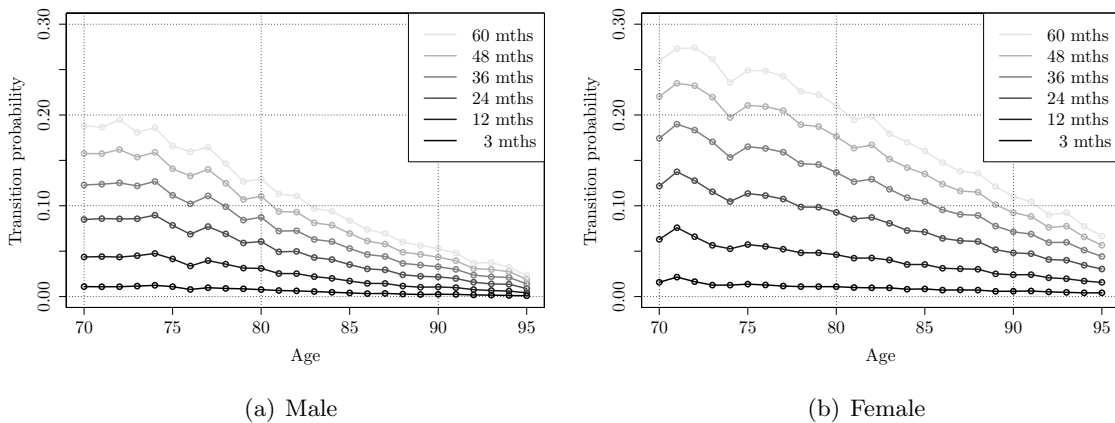 0.30
60 mths
48 mths
36 mths
24 mths
12 mths
3 mths
0.20
0.10
0.00
Transition probability
70 75 80 85 90 95
Age
(a) Male
0.30
60 mths
48 mths
36 mths
24 mths
12 mths
3 mths
0.20
0.10
0.00
Transition probability
70 75 80 85 90 95
Age
(b) Female